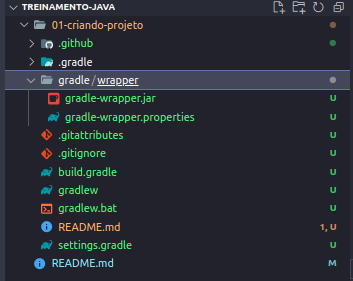 TREINAMENTO-JAVA
01-criando-projeto
.github
.gradle
gradle/wrapper
gradle-wrapper.jar U
gradle-wrapper.properties U
.gitattributes U
.gitignore U
build.gradle U
gradlew U
gradlew.bat U
README.md 1, U
settings.gradle U
README.md M